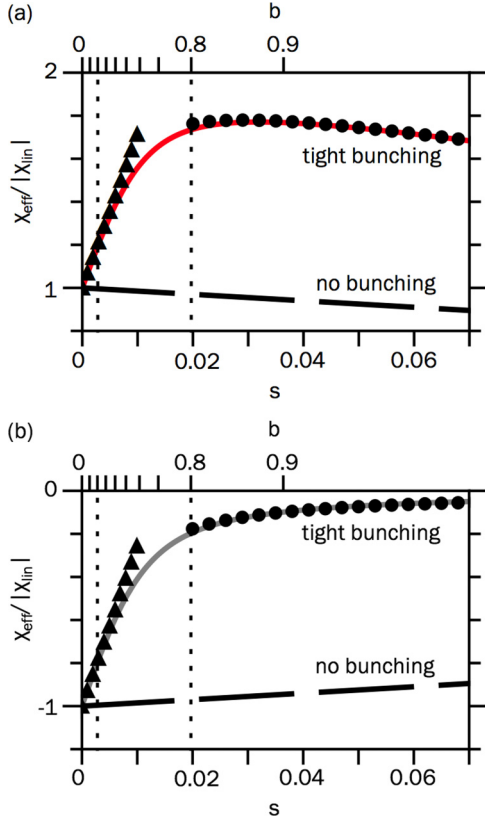 (a)
b
0 0.8 0.9
2
1
χeff/|χlin|
tight bunching
no bunching
0 0.02 0.04 0.06
s
(b)
b
0 0.8 0.9
0
-1
χeff/|χlin|
tight bunching
no bunching
0 0.02 0.04 0.06
s